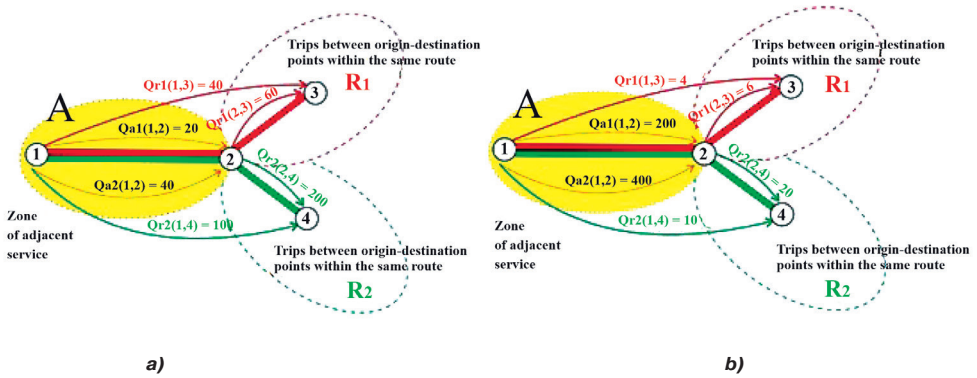 Trips between origin-destination
points within the same route
R1
A
Qr1(1,3) = 40
3
Qr1(2,3) = 60
Qa1(1,2) = 20
1
2
Qa2(1,2) = 40
Qr2(2,4) = 200
4
Qr2(1,4) = 100
Zone
of adjacent
service
Trips between origin-destination
points within the same route
R2
a)
Trips between origin-destination
points within the same route
R1
A
Qr1(1,3) = 4
3
Qr1(2,3) = 6
Qa1(1,2) = 200
1
2
Qa2(1,2) = 400
Qr2(2,4) = 20
4
Qr2(1,4) = 10
Zone
of adjacent
service
Trips between origin-destination
points within the same route
R2
b)